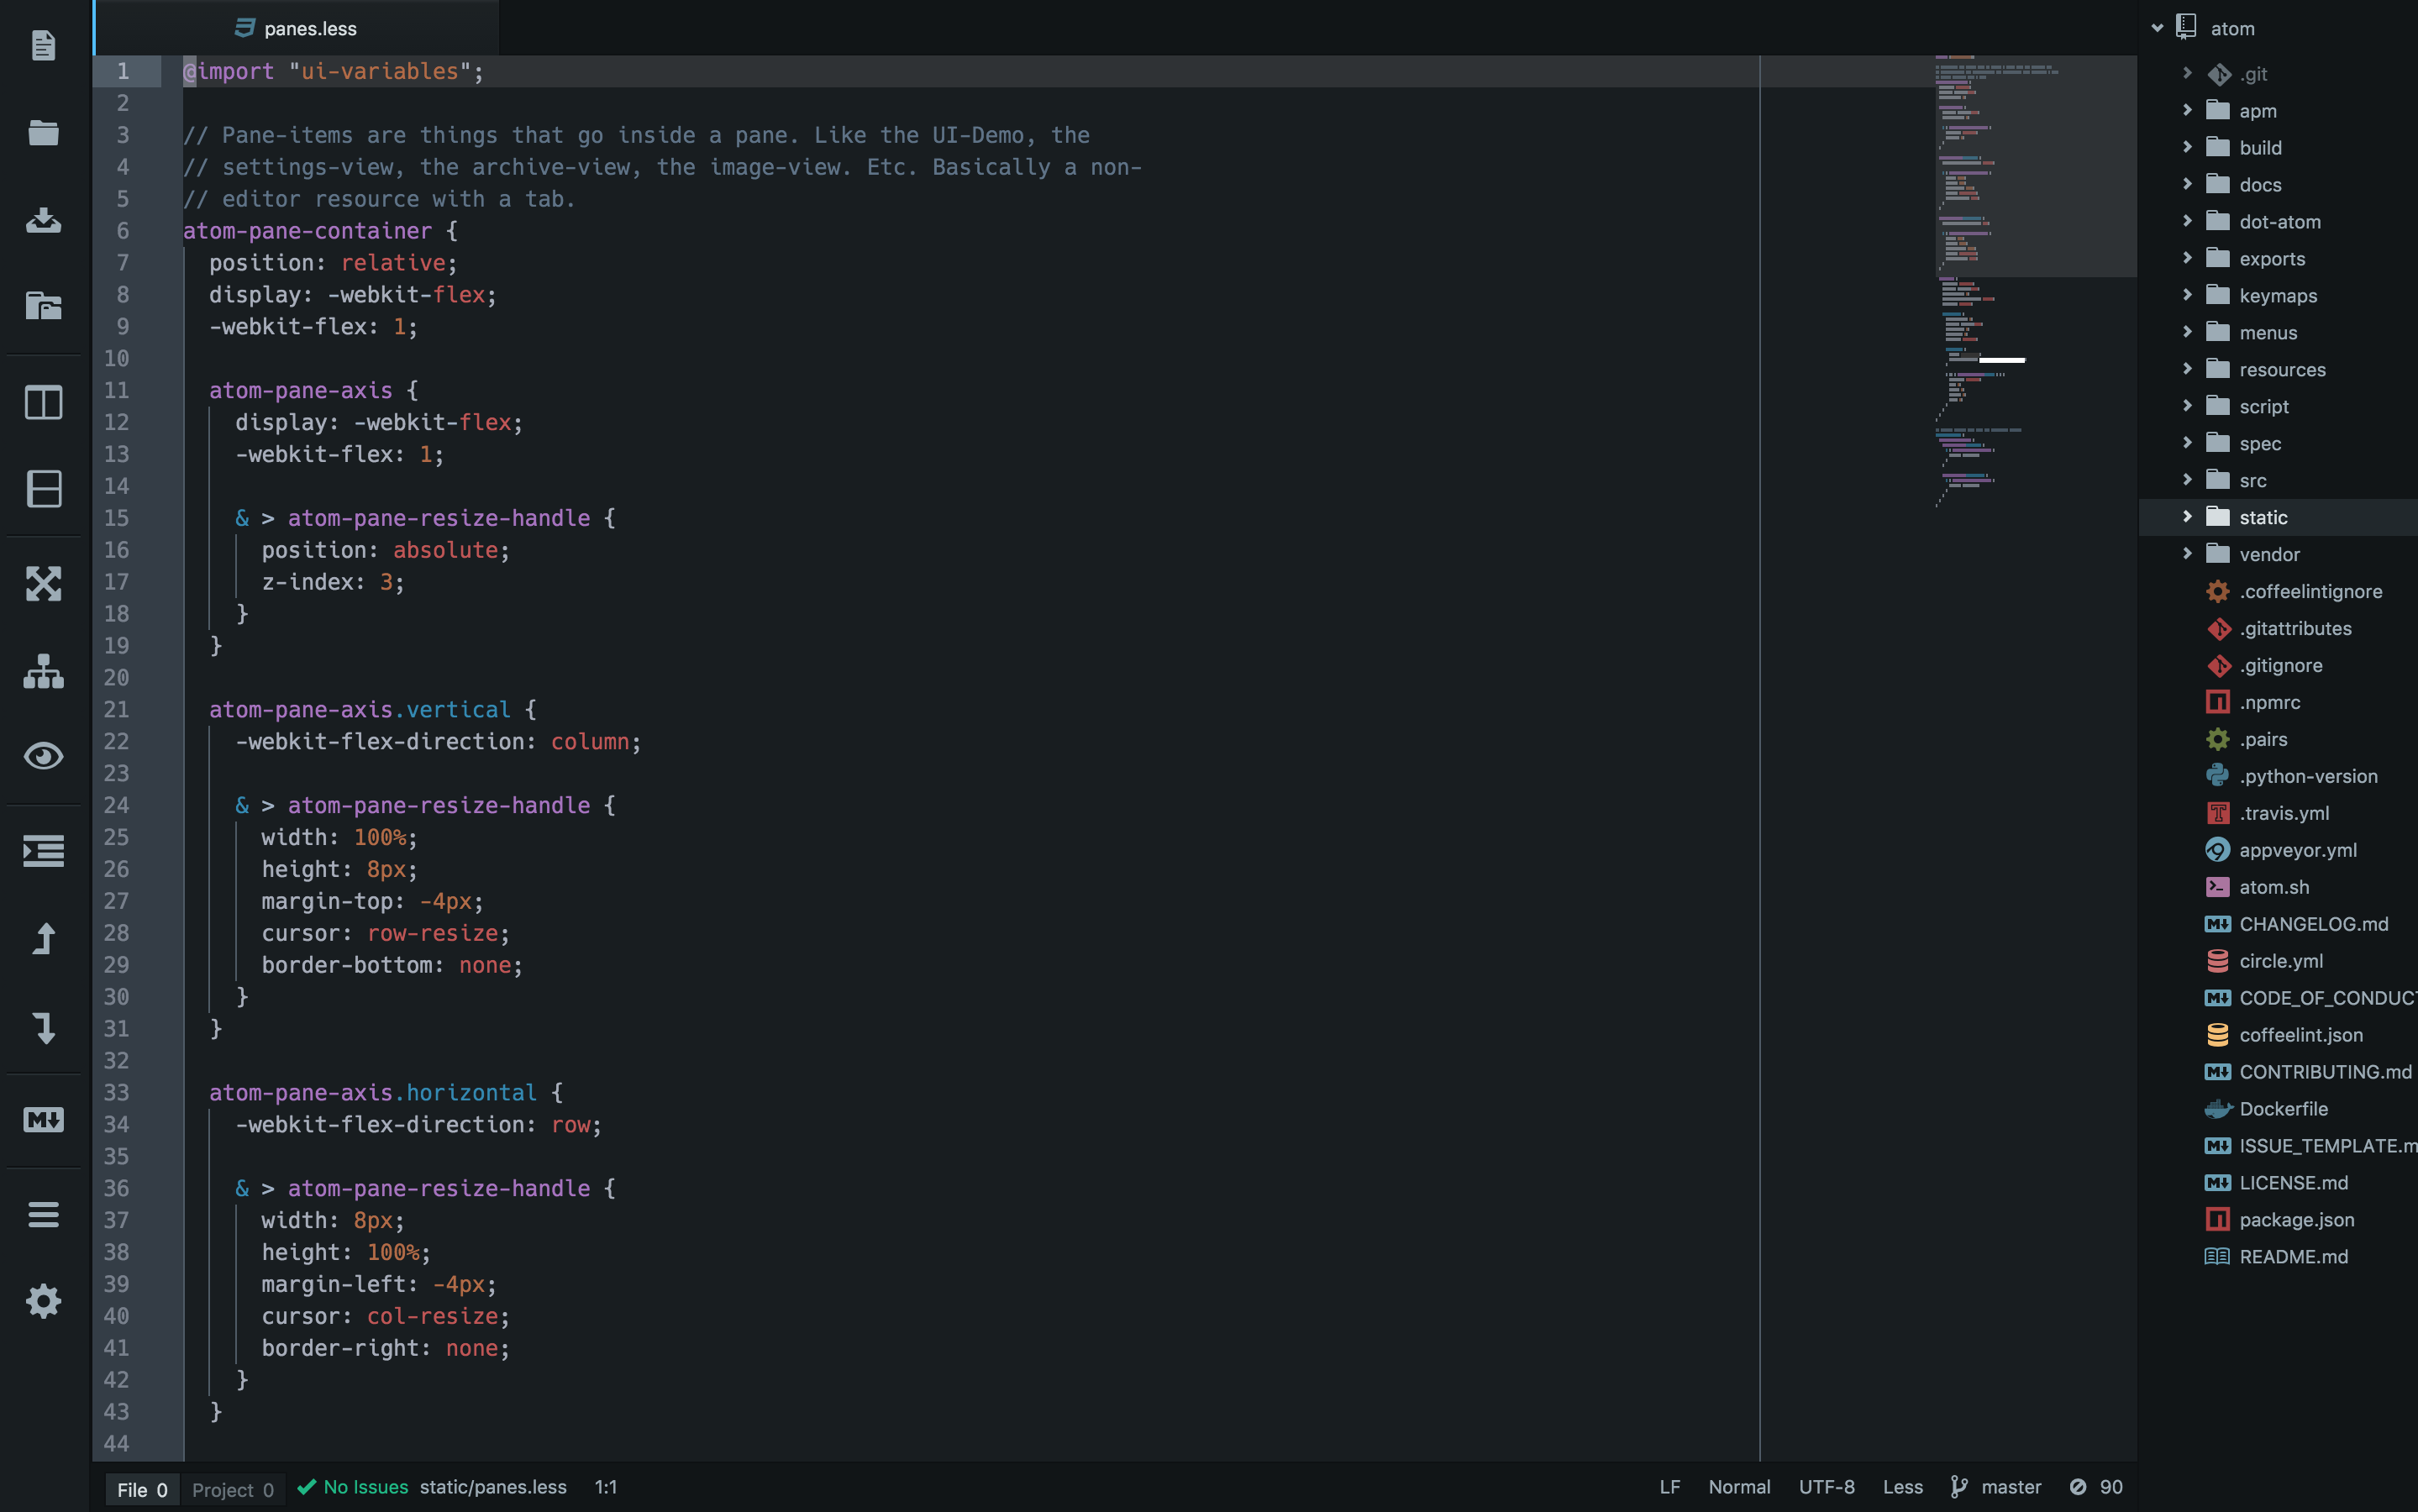 panes.less
1 @import "ui-variables";
2
3 // Pane-items are things that go inside a pane. Like the UI-Demo, the
4 // settings-view, the archive-view, the image-view. Etc. Basically a non-
5 // editor resource with a tab.
6 atom-pane-container {
7   position: relative;
8   display: -webkit-flex;
9   -webkit-flex: 1;
10
11   atom-pane-axis {
12     display: -webkit-flex;
13     -webkit-flex: 1;
14
15     & > atom-pane-resize-handle {
16       position: absolute;
17       z-index: 3;
18     }
19   }
20
21   atom-pane-axis.vertical {
22     -webkit-flex-direction: column;
23
24     & > atom-pane-resize-handle {
25       width: 100%;
26       height: 8px;
27       margin-top: -4px;
28       cursor: row-resize;
29       border-bottom: none;
30     }
31   }
32
33   atom-pane-axis.horizontal {
34     -webkit-flex-direction: row;
35
36     & > atom-pane-resize-handle {
37       width: 8px;
38       height: 100%;
39       margin-left: -4px;
40       cursor: col-resize;
41       border-right: none;
42     }
43   }
44
atom
.git
apm
build
docs
dot-atom
exports
keymaps
menus
resources
script
spec
src
static
vendor
.coffeelintignore
.gitattributes
.gitignore
.npmrc
.pairs
.python-version
.travis.yml
appveyor.yml
atom.sh
CHANGELOG.md
circle.yml
CODE_OF_CONDUCT
coffeelint.json
CONTRIBUTING.md
Dockerfile
ISSUE_TEMPLATE.m
LICENSE.md
package.json
README.md
File 0 Project 0 No Issues static/panes.less 1:1 LF Normal UTF-8 Less master 90